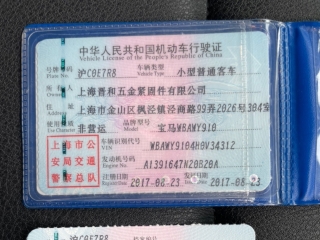 中华人民共和国机动车行驶证
Vehicle License of the People's Republic of China
号牌号码 沪C0E7R8 车辆类型 小型普通客车
Plate No. Vehicle Type
所有人 上海晋和五金紧固件有限公司
Owner
住址 上海市金山区枫泾镇泾商路99弄2026号304室
Address
使用性质 非营运 品牌型号 宝马WBAWY910
Use Character Model
上海市公 车辆识别代号 WBAWY9104H0V34312
安局交通 VIN
发动机号码 A1391647N20B20A
警察总队 Engine No.
注册日期 2017-08-23 发证日期 2017-08-23
Register Date Issue Date
沪C0E7R8